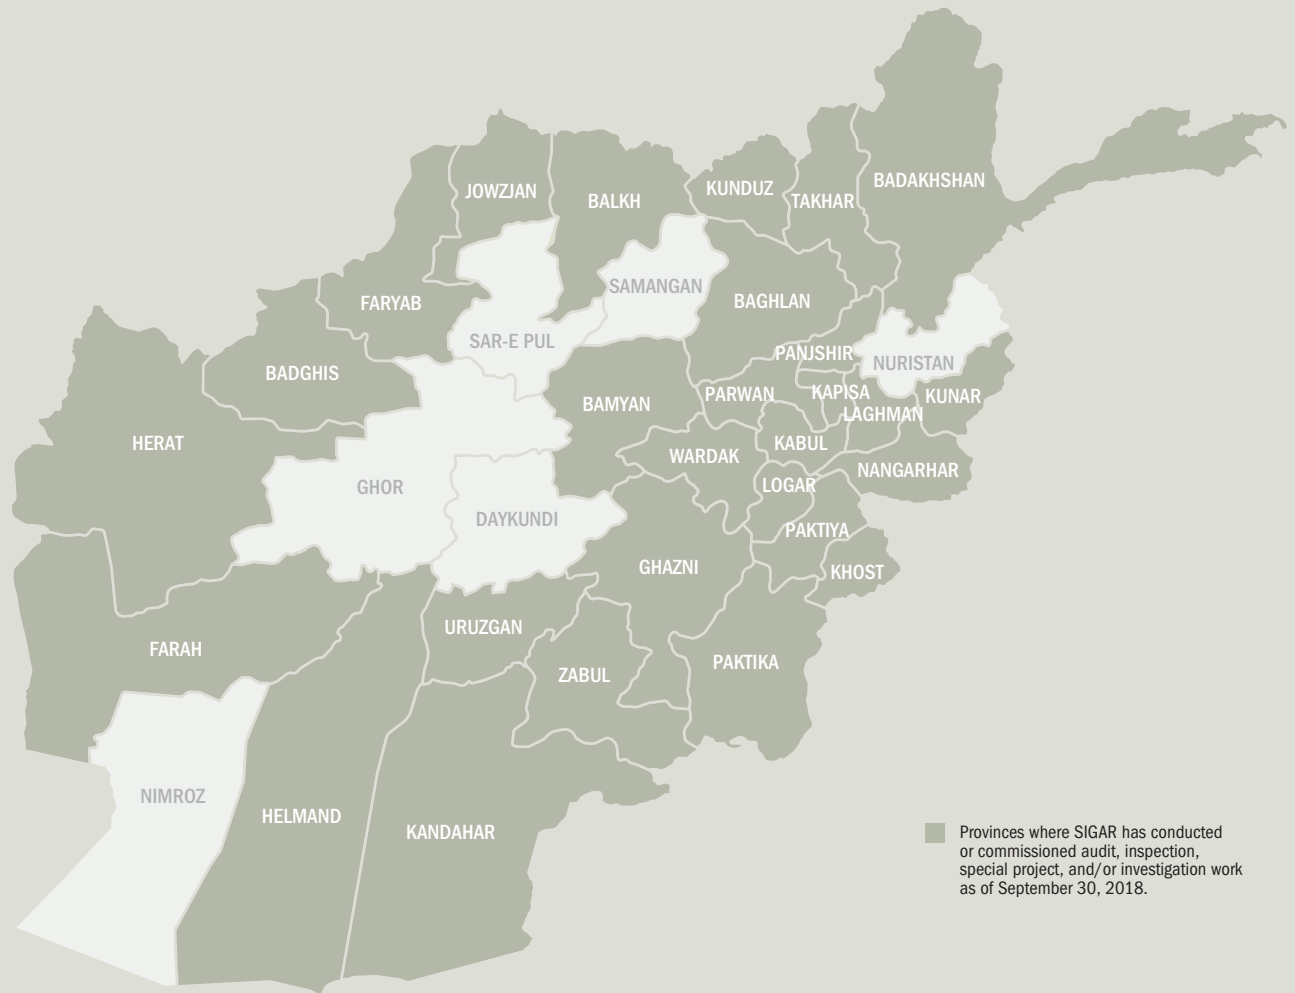 BADAKHSHAN
KUNDUZ
JOWZJAN
TAKHAR
BALKH
SAMANGAN
BAGHLAN
FARYAB
SAR-E PUL
PANJSHIR
NURISTAN
BADGHIS
KAPISA
PARWAN
KUNAR
BAMYAN
LAGHMAN
HERAT
KABUL
WARDAK
NANGARHAR
LOGAR
GHOR
DAYKUNDI
PAKTIYA
GHAZNI
KHOST
URUZGAN
FARAH
PAKTIKA
ZABUL
NIMROZ
HELMAND
KANDAHAR
Provinces where SIGAR has conducted
or commissioned audit, inspection,
special project, and/or investigation work
as of September 30, 2018.